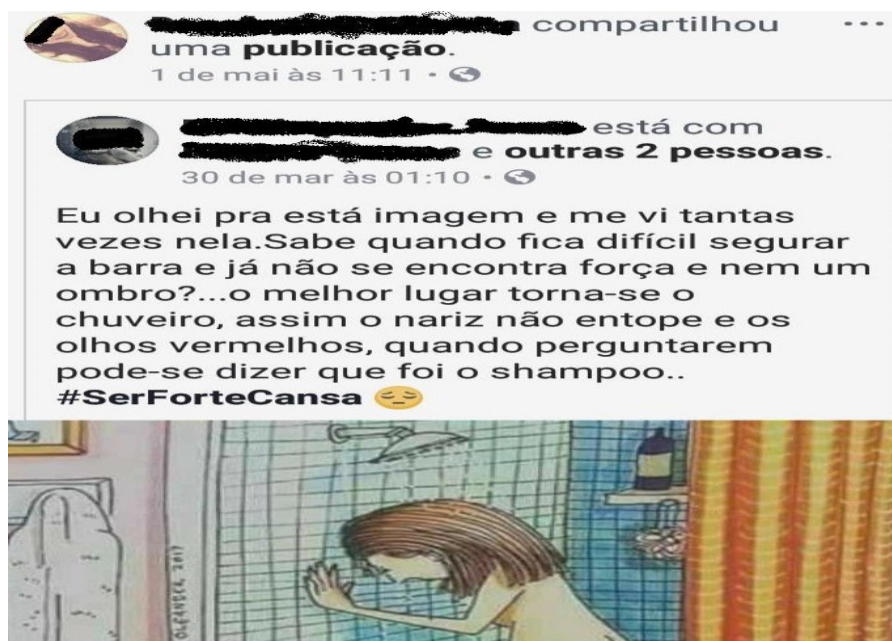 compartilhou
uma publicação.
1 de mai às 11:11 •
está com
e outras 2 pessoas.
30 de mar às 01:10 •
Eu olhei pra está imagem e me vi tantas
vezes nela.Sabe quando fica difícil segurar
a barra e já não se encontra força e nem um
ombro?...o melhor lugar torna-se o
chuveiro, assim o nariz não entope e os
olhos vermelhos, quando perguntarem
pode-se dizer que foi o shampoo..
#SerForteCansa 😔
2017